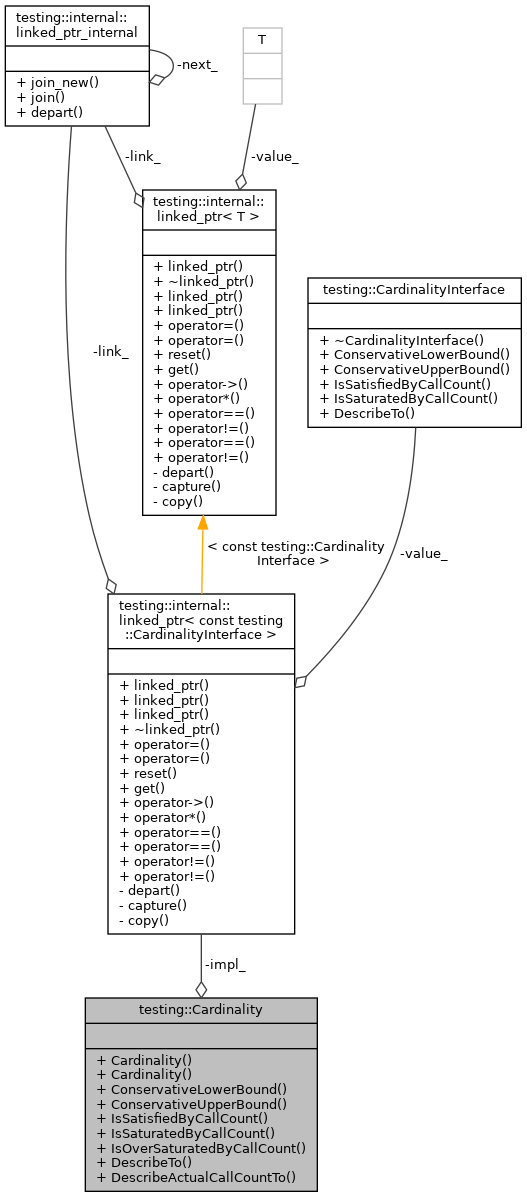 testing::internal::
linked_ptr_internal
+ join_new()
+ join()
+ depart()
-next_
T
-link_
-value_
testing::internal::
linked_ptr< T >
+ linked_ptr()
+ ~linked_ptr()
+ linked_ptr()
+ linked_ptr()
+ operator=()
+ operator=()
+ reset()
+ get()
+ operator->()
+ operator*()
+ operator==()
+ operator!=()
+ operator==()
+ operator!=()
- depart()
- capture()
- copy()
testing::CardinalityInterface
+ ~CardinalityInterface()
+ ConservativeLowerBound()
+ ConservativeUpperBound()
+ IsSatisfiedByCallCount()
+ IsSaturatedByCallCount()
+ DescribeTo()
-link_
< const testing::Cardinality
Interface >
-value_
testing::internal::
linked_ptr< const testing
::CardinalityInterface >
+ linked_ptr()
+ linked_ptr()
+ linked_ptr()
+ ~linked_ptr()
+ operator=()
+ operator=()
+ reset()
+ get()
+ operator->()
+ operator*()
+ operator==()
+ operator==()
+ operator!=()
+ operator!=()
- depart()
- capture()
- copy()
-impl_
testing::Cardinality
+ Cardinality()
+ Cardinality()
+ ConservativeLowerBound()
+ ConservativeUpperBound()
+ IsSatisfiedByCallCount()
+ IsSaturatedByCallCount()
+ IsOverSaturatedByCallCount()
+ DescribeTo()
+ DescribeActualCallCountTo()